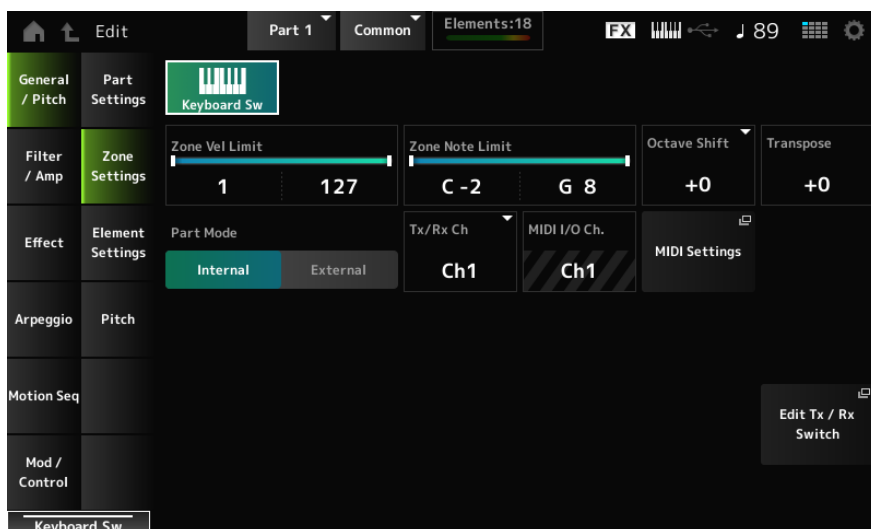 Edit
Part 1
Common
Elements:18
FX
♩ 89
General
/ Pitch
Part
Settings
Keyboard Sw
Filter
/ Amp
Zone
Settings
Zone Vel Limit
1
127
Zone Note Limit
C -2
G 8
Octave Shift
+0
Transpose
+0
Effect
Element
Settings
Part Mode
Internal
External
Tx/Rx Ch
Ch1
MIDI I/O Ch.
Ch1
MIDI Settings
Arpeggio
Pitch
Motion Seq
Edit Tx / Rx
Switch
Mod /
Control
Keyboard Sw